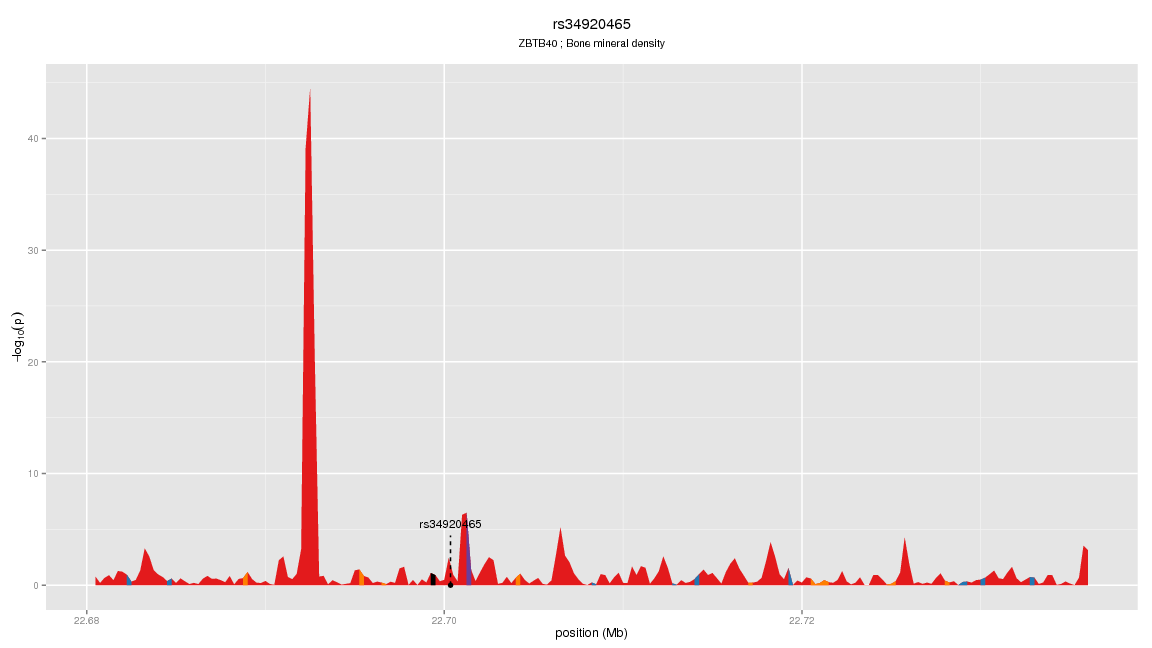 rs34920465
ZBTB40 ; Bone mineral density
−log10(p)
40
30
20
10
0
rs34920465
22.68
22.70
22.72
position (Mb)